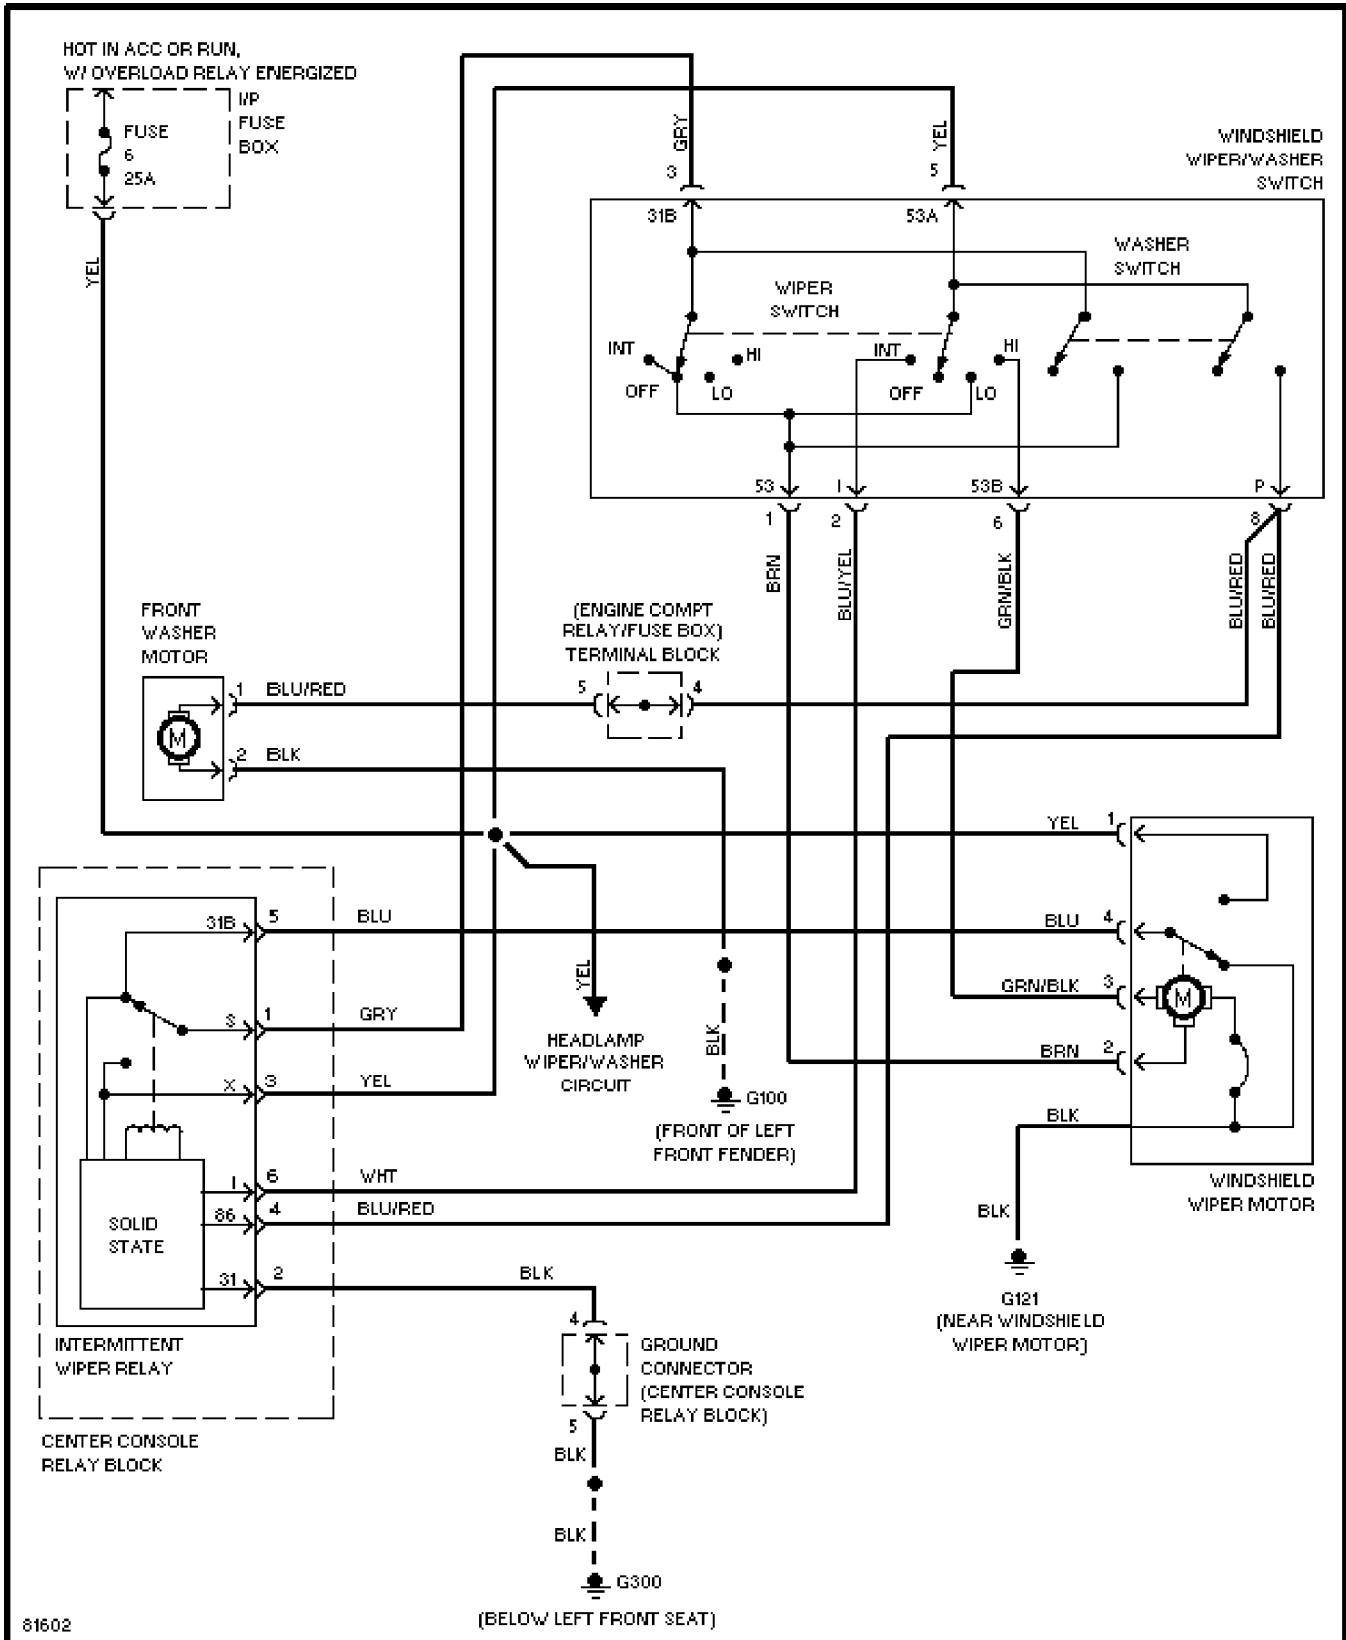 HOT IN ACC OR RUN,
W/ OVERLOAD RELAY ENERGIZED
I/P
FUSE
BOX
FUSE
6
25A
YEL
GRY
3
YEL
5
WINDSHIELD
WIPER/WASHER
SWITCH
31B
53A
WASHER
SWITCH
WIPER
SWITCH
INT
HI
OFF
LO
INT
HI
OFF
LO
53
I
53B
P
1
2
6
8
BRN
BLU/YEL
GRN/BLK
BLU/RED
BLU/RED
FRONT
WASHER
MOTOR
(ENGINE COMPT
RELAY/FUSE BOX)
TERMINAL BLOCK
1
BLU/RED
5
4
M
2
BLK
YEL
1
31B
5
BLU
BLU
4
YEL
GRN/BLK
3
M
S
1
GRY
HEADLAMP
WIPER/WASHER
CIRCUIT
BLK
BRN
2
X
3
YEL
G100
(FRONT OF LEFT
FRONT FENDER)
BLK
WINDSHIELD
WIPER MOTOR
I
6
WHT
86
4
BLU/RED
SOLID
STATE
BLK
31
2
BLK
G121
(NEAR WINDSHIELD
WIPER MOTOR)
INTERMITTENT
WIPER RELAY
4
GROUND
CONNECTOR
(CENTER CONSOLE
RELAY BLOCK)
5
CENTER CONSOLE
RELAY BLOCK
BLK
BLK
G300
(BELOW LEFT FRONT SEAT)
81602